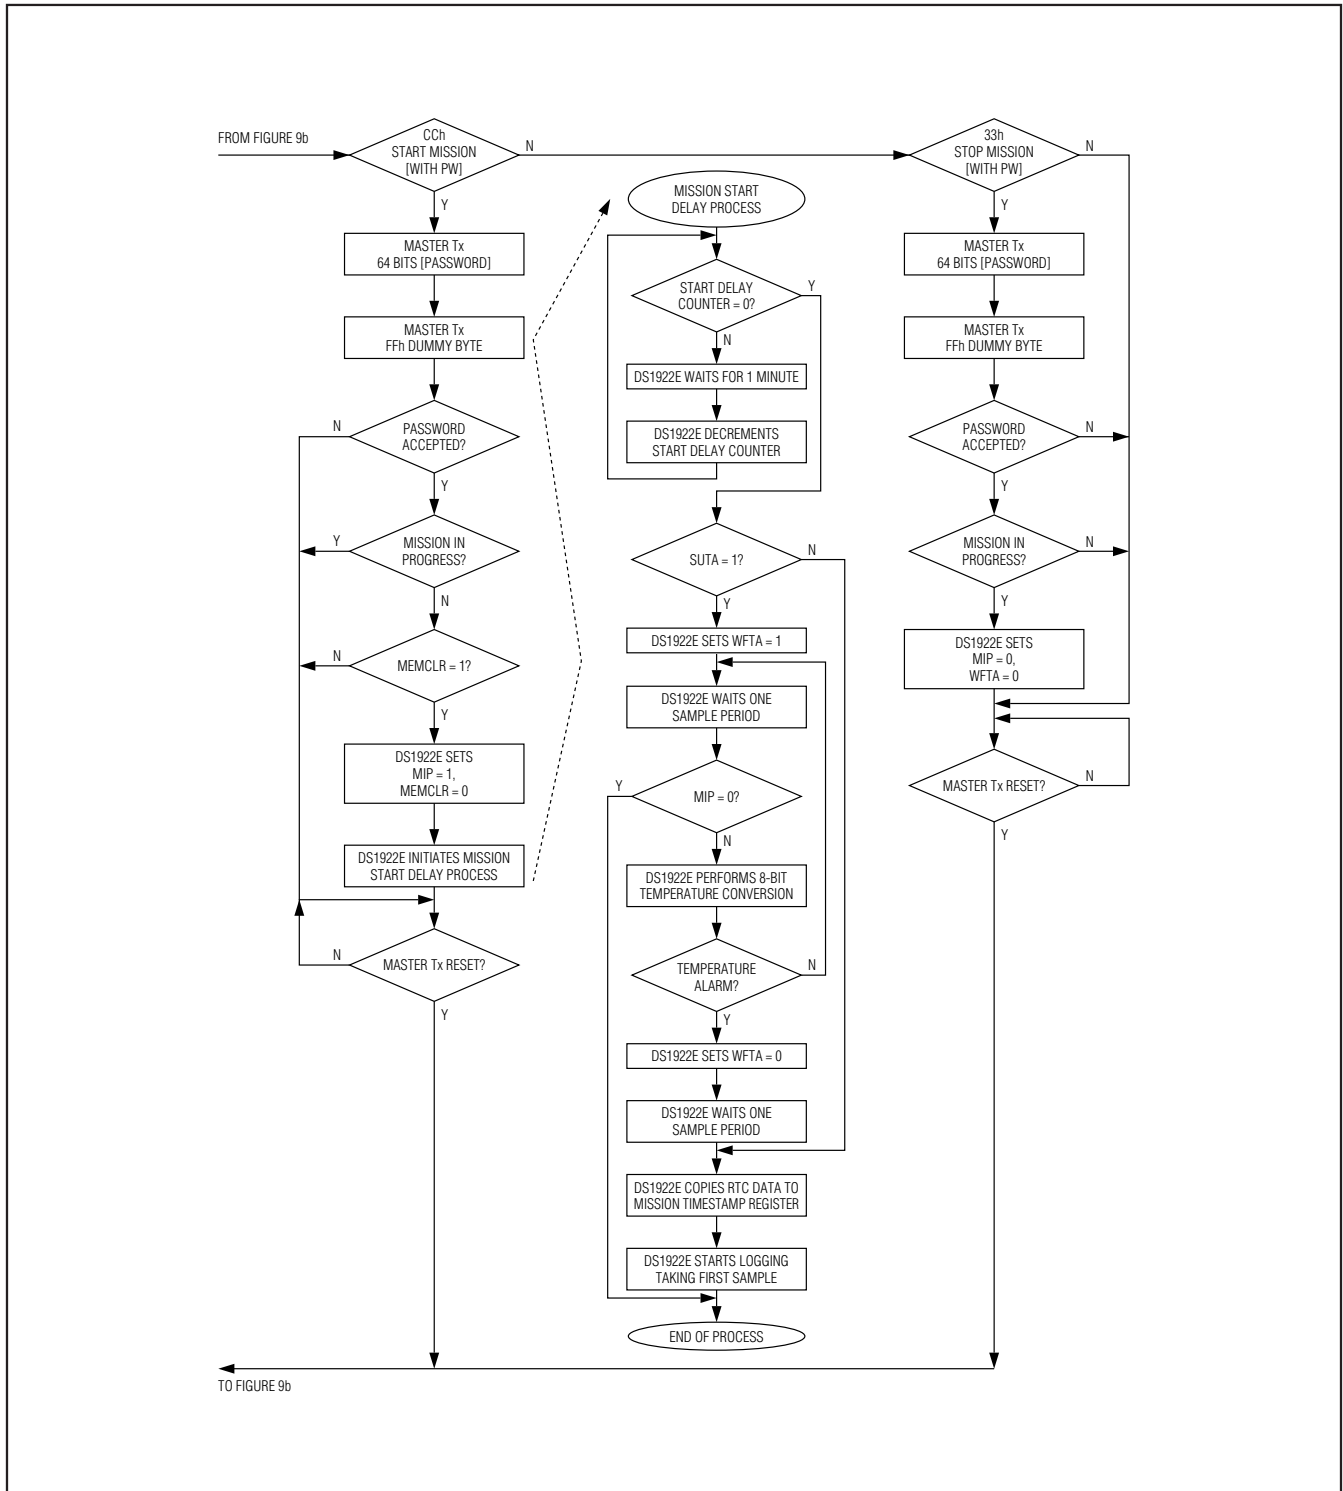 FROM FIGURE 9b
CCh
START MISSION
[WITH PW]
N
Y
MASTER Tx
64 BITS [PASSWORD]
MASTER Tx
FFh DUMMY BYTE
PASSWORD
ACCEPTED?
N
Y
MISSION IN
PROGRESS?
Y
N
MEMCLR = 1?
N
Y
DS1922E SETS
MIP = 1,
MEMCLR = 0
DS1922E INITIATES MISSION
START DELAY PROCESS
MASTER Tx RESET?
N
Y
MISSION START
DELAY PROCESS
START DELAY
COUNTER = 0?
Y
N
DS1922E WAITS FOR 1 MINUTE
DS1922E DECREMENTS
START DELAY COUNTER
SUTA = 1?
N
Y
DS1922E SETS WFTA = 1
DS1922E WAITS ONE
SAMPLE PERIOD
MIP = 0?
Y
N
DS1922E PERFORMS 8-BIT
TEMPERATURE CONVERSION
TEMPERATURE
ALARM?
N
Y
DS1922E SETS WFTA = 0
DS1922E WAITS ONE
SAMPLE PERIOD
DS1922E COPIES RTC DATA TO
MISSION TIMESTAMP REGISTER
DS1922E STARTS LOGGING
TAKING FIRST SAMPLE
END OF PROCESS
33h
STOP MISSION
[WITH PW]
N
Y
MASTER Tx
64 BITS [PASSWORD]
MASTER Tx
FFh DUMMY BYTE
PASSWORD
ACCEPTED?
N
Y
MISSION IN
PROGRESS?
N
Y
DS1922E SETS
MIP = 0,
WFTA = 0
MASTER Tx RESET?
N
Y
TO FIGURE 9b